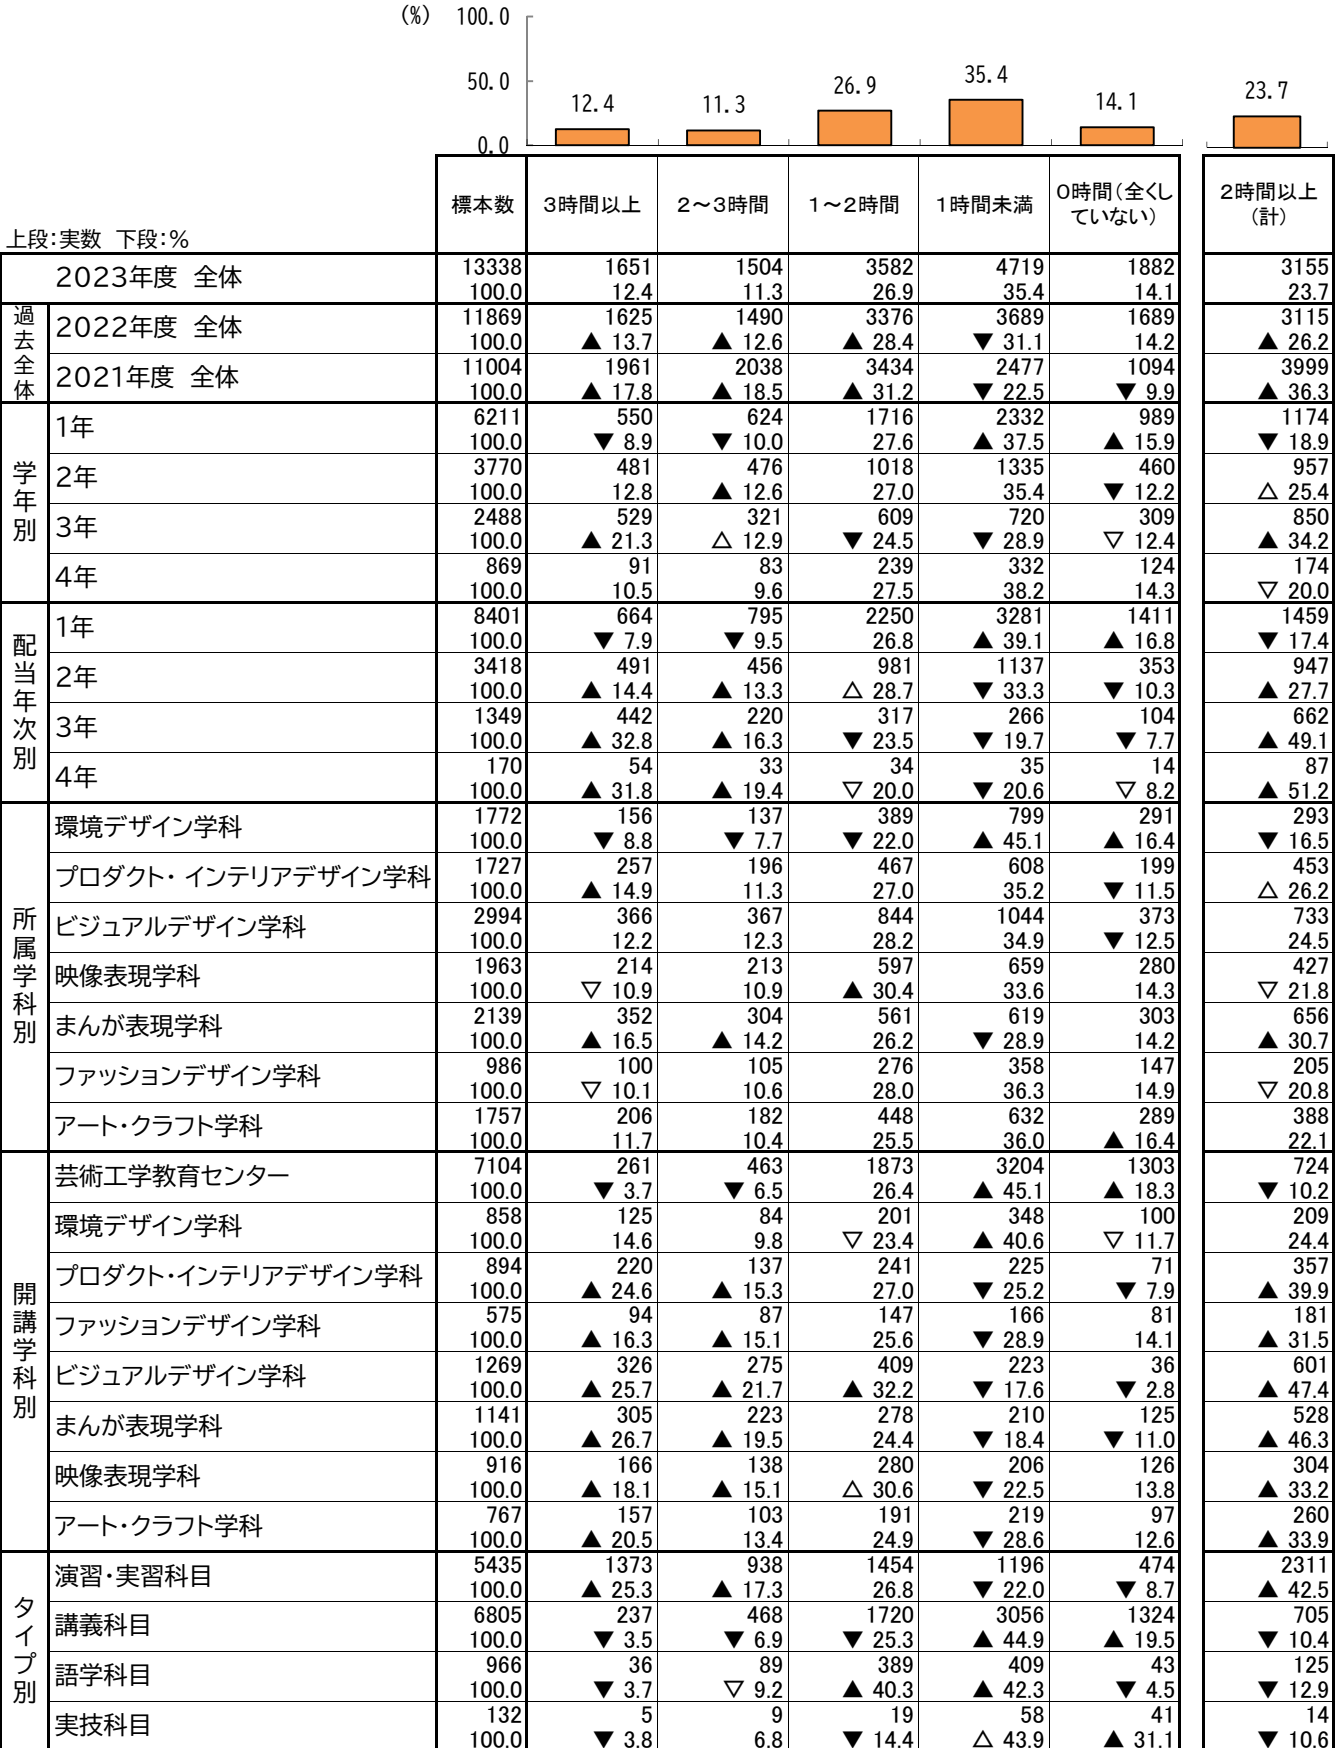 (%)
100.0
50.0
0.0
12.4 11.3 26.9 35.4 14.1 23.7
上段:実数 下段:%
標本数 3時間以上 2～3時間 1～2時間 1時間未満 0時間(全くしていない) 2時間以上(計)
2023年度 全体 13338 1651 1504 3582 4719 1882 3155
100.0 12.4 11.3 26.9 35.4 14.1 23.7
過去全体
2022年度 全体 11869 1625 1490 3376 3689 1689 3115
100.0 ▲ 13.7 ▲ 12.6 ▲ 28.4 ▼ 31.1 14.2 ▲ 26.2
2021年度 全体 11004 1961 2038 3434 2477 1094 3999
100.0 ▲ 17.8 ▲ 18.5 ▲ 31.2 ▼ 22.5 ▼ 9.9 ▲ 36.3
学年別
1年 6211 550 624 1716 2332 989 1174
100.0 ▼ 8.9 ▼ 10.0 27.6 ▲ 37.5 ▲ 15.9 ▼ 18.9
2年 3770 481 476 1018 1335 460 957
100.0 12.8 ▲ 12.6 27.0 35.4 ▼ 12.2 △ 25.4
3年 2488 529 321 609 720 309 850
100.0 ▲ 21.3 △ 12.9 ▼ 24.5 ▼ 28.9 ▽ 12.4 ▲ 34.2
4年 869 91 83 239 332 124 174
100.0 10.5 9.6 27.5 38.2 14.3 ▽ 20.0
配当年次別
1年 8401 664 795 2250 3281 1411 1459
100.0 ▼ 7.9 ▼ 9.5 26.8 ▲ 39.1 ▲ 16.8 ▼ 17.4
2年 3418 491 456 981 1137 353 947
100.0 ▲ 14.4 ▲ 13.3 △ 28.7 ▼ 33.3 ▼ 10.3 ▲ 27.7
3年 1349 442 220 317 266 104 662
100.0 ▲ 32.8 ▲ 16.3 ▼ 23.5 ▼ 19.7 ▼ 7.7 ▲ 49.1
4年 170 54 33 34 35 14 87
100.0 ▲ 31.8 ▲ 19.4 ▽ 20.0 ▼ 20.6 ▽ 8.2 ▲ 51.2
所属学科別
環境デザイン学科 1772 156 137 389 799 291 293
100.0 ▼ 8.8 ▼ 7.7 ▼ 22.0 ▲ 45.1 ▲ 16.4 ▼ 16.5
プロダクト・ インテリアデザイン学科 1727 257 196 467 608 199 453
100.0 ▲ 14.9 11.3 27.0 35.2 ▼ 11.5 △ 26.2
ビジュアルデザイン学科 2994 366 367 844 1044 373 733
100.0 12.2 12.3 28.2 34.9 ▼ 12.5 24.5
映像表現学科 1963 214 213 597 659 280 427
100.0 ▽ 10.9 10.9 ▲ 30.4 33.6 14.3 ▽ 21.8
まんが表現学科 2139 352 304 561 619 303 656
100.0 ▲ 16.5 ▲ 14.2 26.2 ▼ 28.9 14.2 ▲ 30.7
ファッションデザイン学科 986 100 105 276 358 147 205
100.0 ▽ 10.1 10.6 28.0 36.3 14.9 ▽ 20.8
アート・クラフト学科 1757 206 182 448 632 289 388
100.0 11.7 10.4 25.5 36.0 ▲ 16.4 22.1
開講学科別
芸術工学教育センター 7104 261 463 1873 3204 1303 724
100.0 ▼ 3.7 ▼ 6.5 26.4 ▲ 45.1 ▲ 18.3 ▼ 10.2
環境デザイン学科 858 125 84 201 348 100 209
100.0 14.6 9.8 ▽ 23.4 ▲ 40.6 ▽ 11.7 24.4
プロダクト・インテリアデザイン学科 894 220 137 241 225 71 357
100.0 ▲ 24.6 ▲ 15.3 27.0 ▼ 25.2 ▼ 7.9 ▲ 39.9
ファッションデザイン学科 575 94 87 147 166 81 181
100.0 ▲ 16.3 ▲ 15.1 25.6 ▼ 28.9 14.1 ▲ 31.5
ビジュアルデザイン学科 1269 326 275 409 223 36 601
100.0 ▲ 25.7 ▲ 21.7 ▲ 32.2 ▼ 17.6 ▼ 2.8 ▲ 47.4
まんが表現学科 1141 305 223 278 210 125 528
100.0 ▲ 26.7 ▲ 19.5 24.4 ▼ 18.4 ▼ 11.0 ▲ 46.3
映像表現学科 916 166 138 280 206 126 304
100.0 ▲ 18.1 ▲ 15.1 △ 30.6 ▼ 22.5 13.8 ▲ 33.2
アート・クラフト学科 767 157 103 191 219 97 260
100.0 ▲ 20.5 13.4 24.9 ▼ 28.6 12.6 ▲ 33.9
タイプ別
演習・実習科目 5435 1373 938 1454 1196 474 2311
100.0 ▲ 25.3 ▲ 17.3 26.8 ▼ 22.0 ▼ 8.7 ▲ 42.5
講義科目 6805 237 468 1720 3056 1324 705
100.0 ▼ 3.5 ▼ 6.9 ▼ 25.3 ▲ 44.9 ▲ 19.5 ▼ 10.4
語学科目 966 36 89 389 409 43 125
100.0 ▼ 3.7 ▽ 9.2 ▲ 40.3 ▲ 42.3 ▼ 4.5 ▼ 12.9
実技科目 132 5 9 19 58 41 14
100.0 ▼ 3.8 6.8 ▼ 14.4 △ 43.9 ▲ 31.1 ▼ 10.6